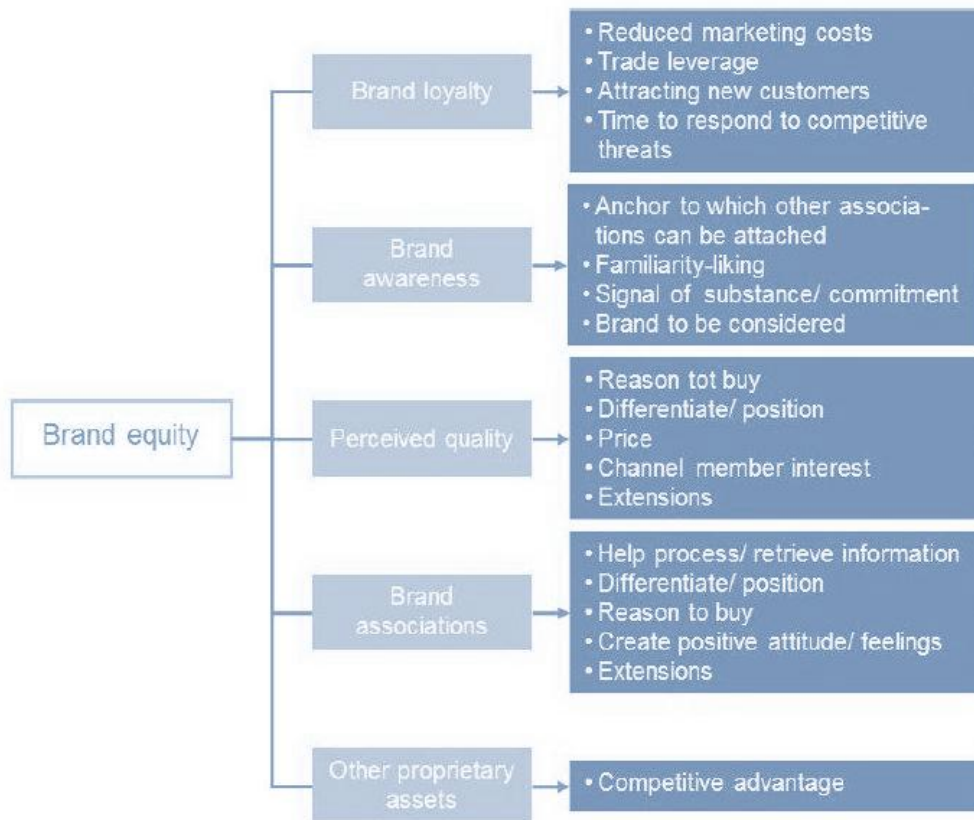 Brand equity
Brand loyalty
• Reduced marketing costs
• Trade leverage
• Attracting new customers
• Time to respond to competitive
threats
Brand
awareness
• Anchor to which other associa-
tions can be attached
• Familiarity-liking
• Signal of substance/ commitment
• Brand to be considered
Perceived quality
• Reason tot buy
• Differentiate/ position
• Price
• Channel member interest
• Extensions
Brand
associations
• Help process/ retrieve information
• Differentiate/ position
• Reason to buy
• Create positive attitude/ feelings
• Extensions
Other proprietary
assets
• Competitive advantage